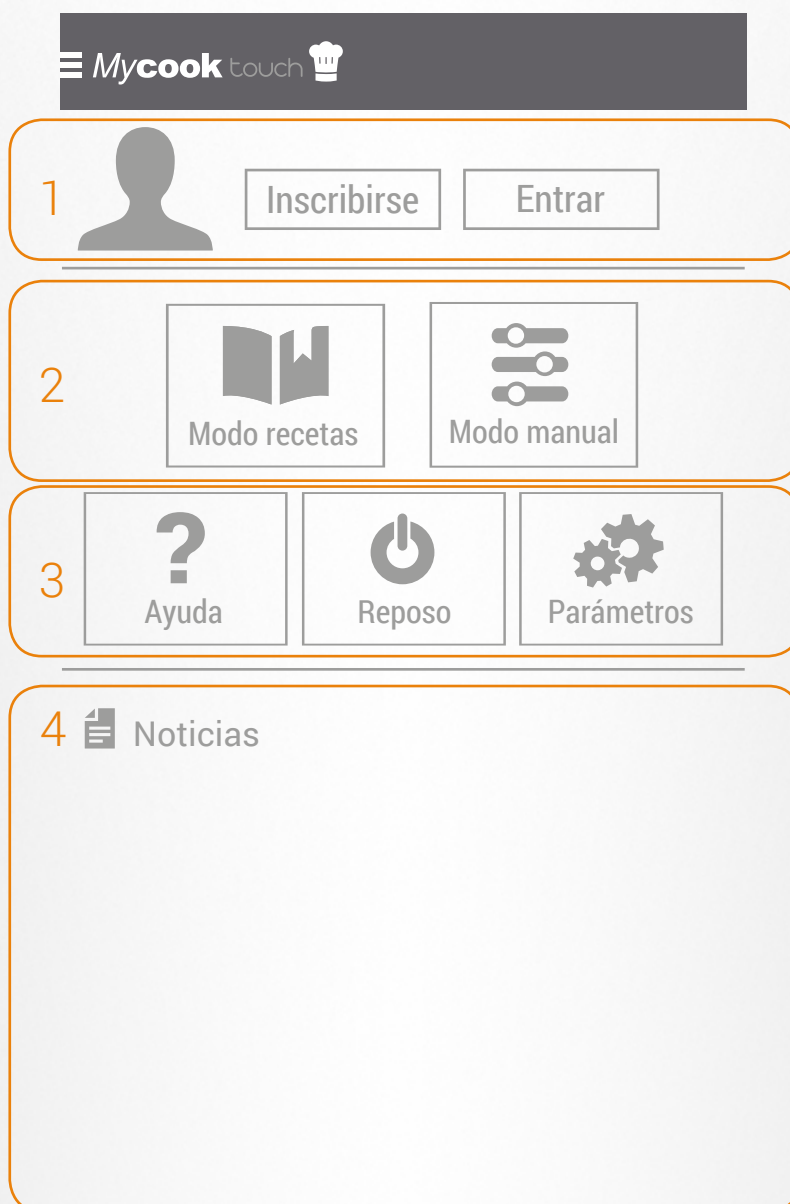 Mycook touch
1
Inscribirse
Entrar
2
Modo recetas
Modo manual
3
Ayuda
Reposo
Parámetros
4 Noticias